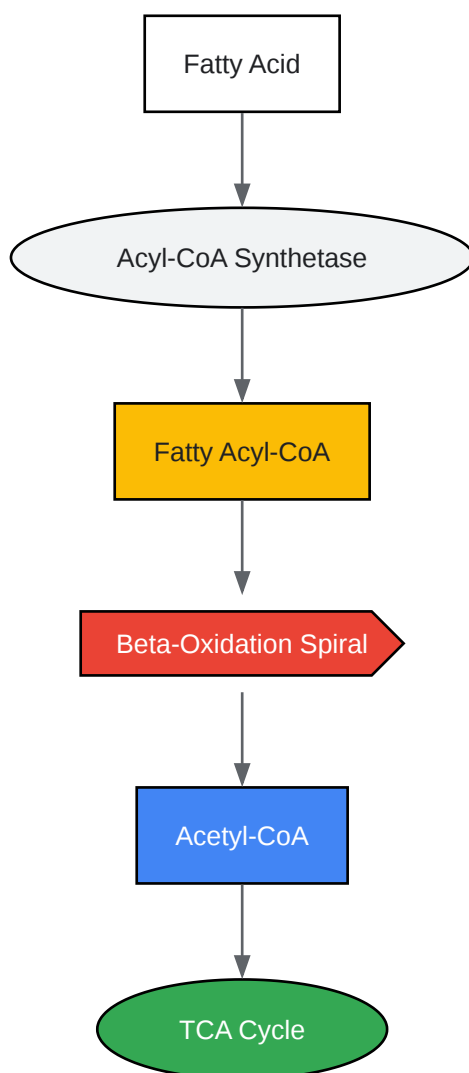 Fatty Acid
Acyl-CoA Synthetase
Fatty Acyl-CoA
Beta-Oxidation Spiral
Acetyl-CoA
TCA Cycle